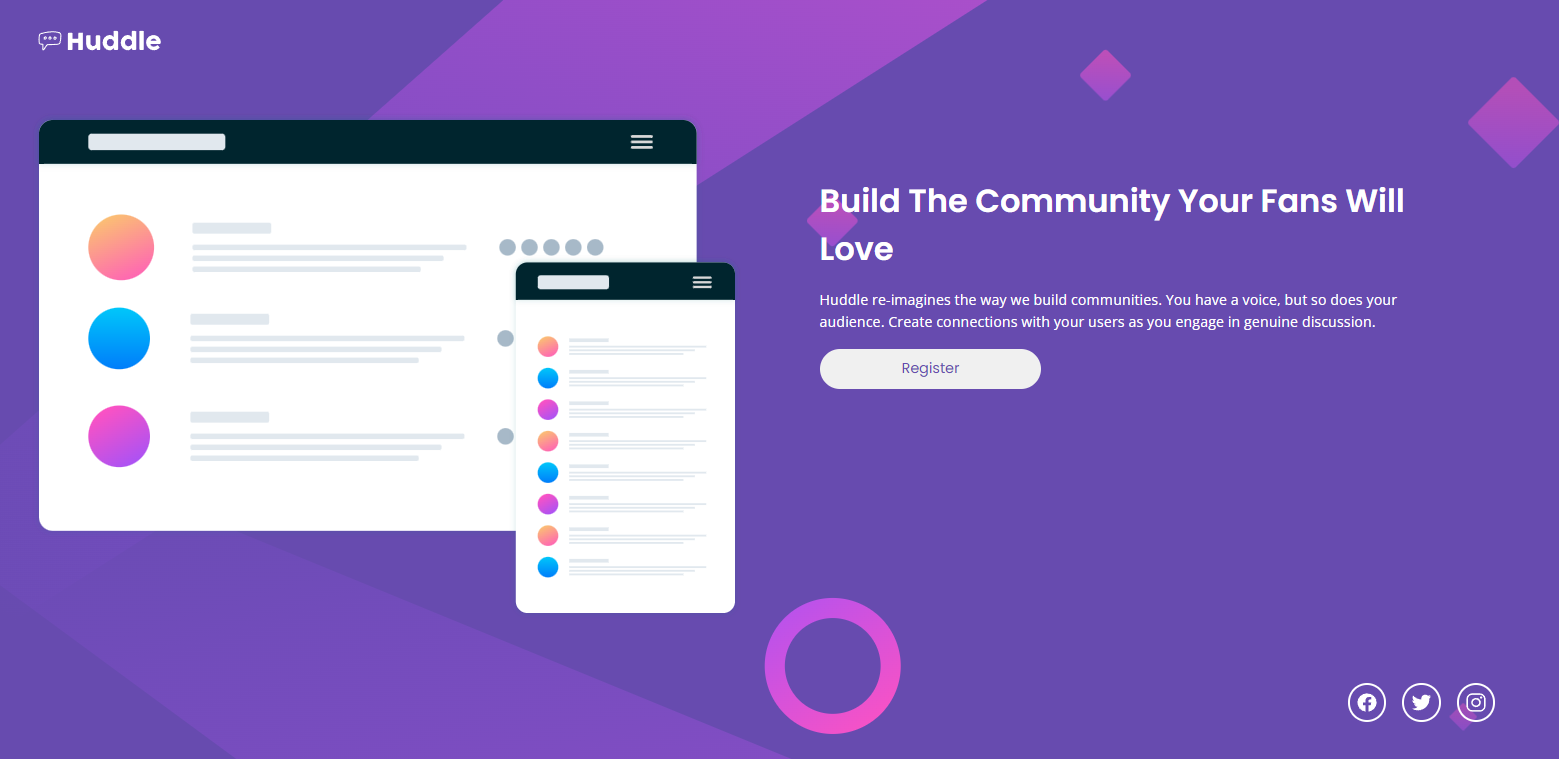 Huddle
Build The Community Your Fans Will
Love
Huddle re-imagines the way we build communities. You have a voice, but so does your
audience. Create connections with your users as you engage in genuine discussion.
Register